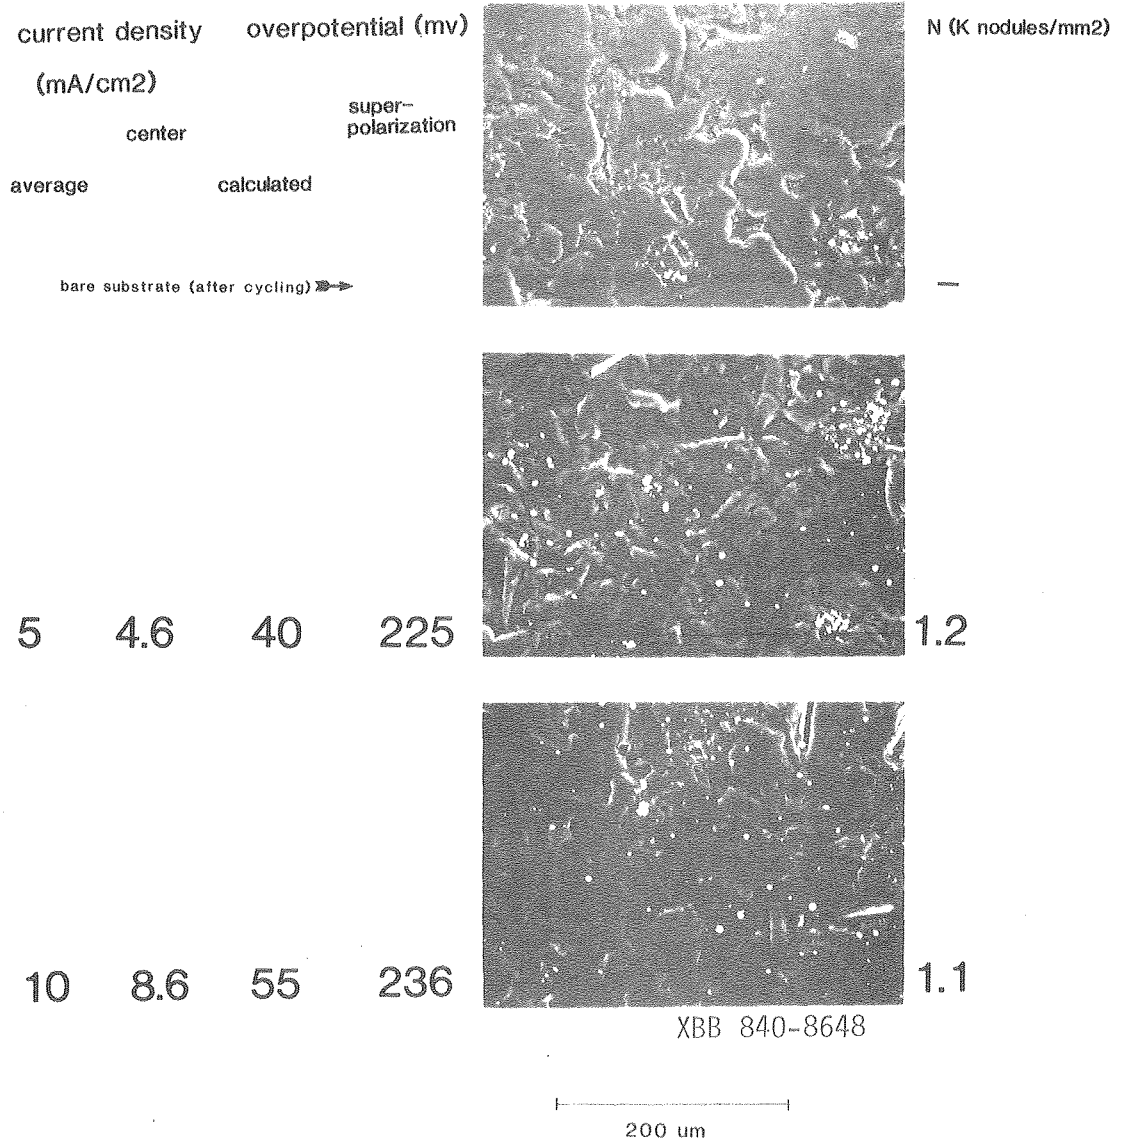 current density overpotential (mv) N (K nodules/mm2)
(mA/cm2)
super-
polarization
center
average calculated
bare substrate (after cycling) –
5 4.6 40 225 1.2
10 8.6 55 236 1.1
XBB 840-8648
200 um